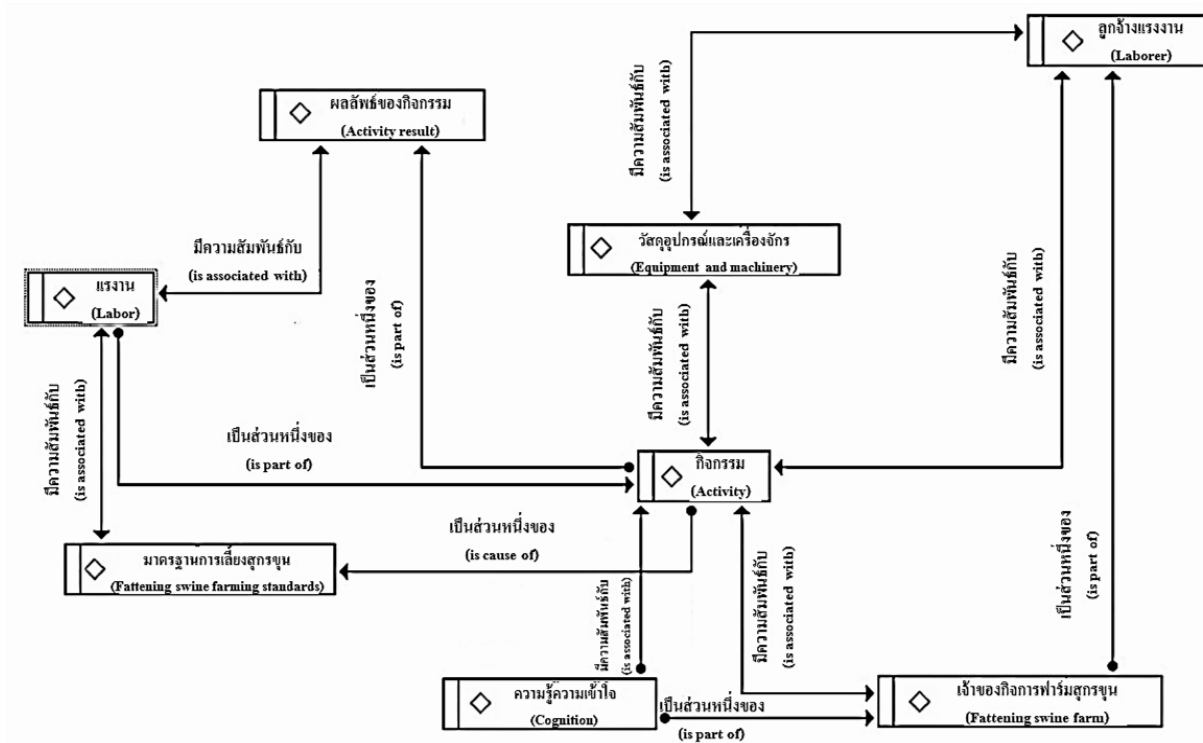 ลูกจ้างแรงงาน
(Laborer)
มีความสัมพันธ์กับ
(is associated with)
ผลลัพธ์ของกิจกรรม
(Activity result)
วัสดุอุปกรณ์และเครื่องจักร
(Equipment and machinery)
มีความสัมพันธ์กับ
(is associated with)
แรงาน
(Labor)
เป็นส่วนหนึ่งของ
(is part of)
มีความสัมพันธ์กับ
(is associated with)
มีความสัมพันธ์กับ
(is associated with)
มีความสัมพันธ์กับ
(is associated with)
เป็นส่วนหนึ่งของ
(is part of)
กิจกรรม
(Activity)
เป็นส่วนหนึ่งของ
(is cause of)
มาตรฐานการเลี้ยงสุกรขุน
(Fattening swine farming standards)
มีความสัมพันธ์กับ
(is associated with)
มีความสัมพันธ์กับ
(is associated with)
เป็นส่วนหนึ่งของ
(is part of)
ความรู้ความเข้าใจ
(Cognition)
เป็นส่วนหนึ่งของ
(is part of)
เจ้าของกิจการฟาร์มสุกรขุน
(Fattening swine farm)